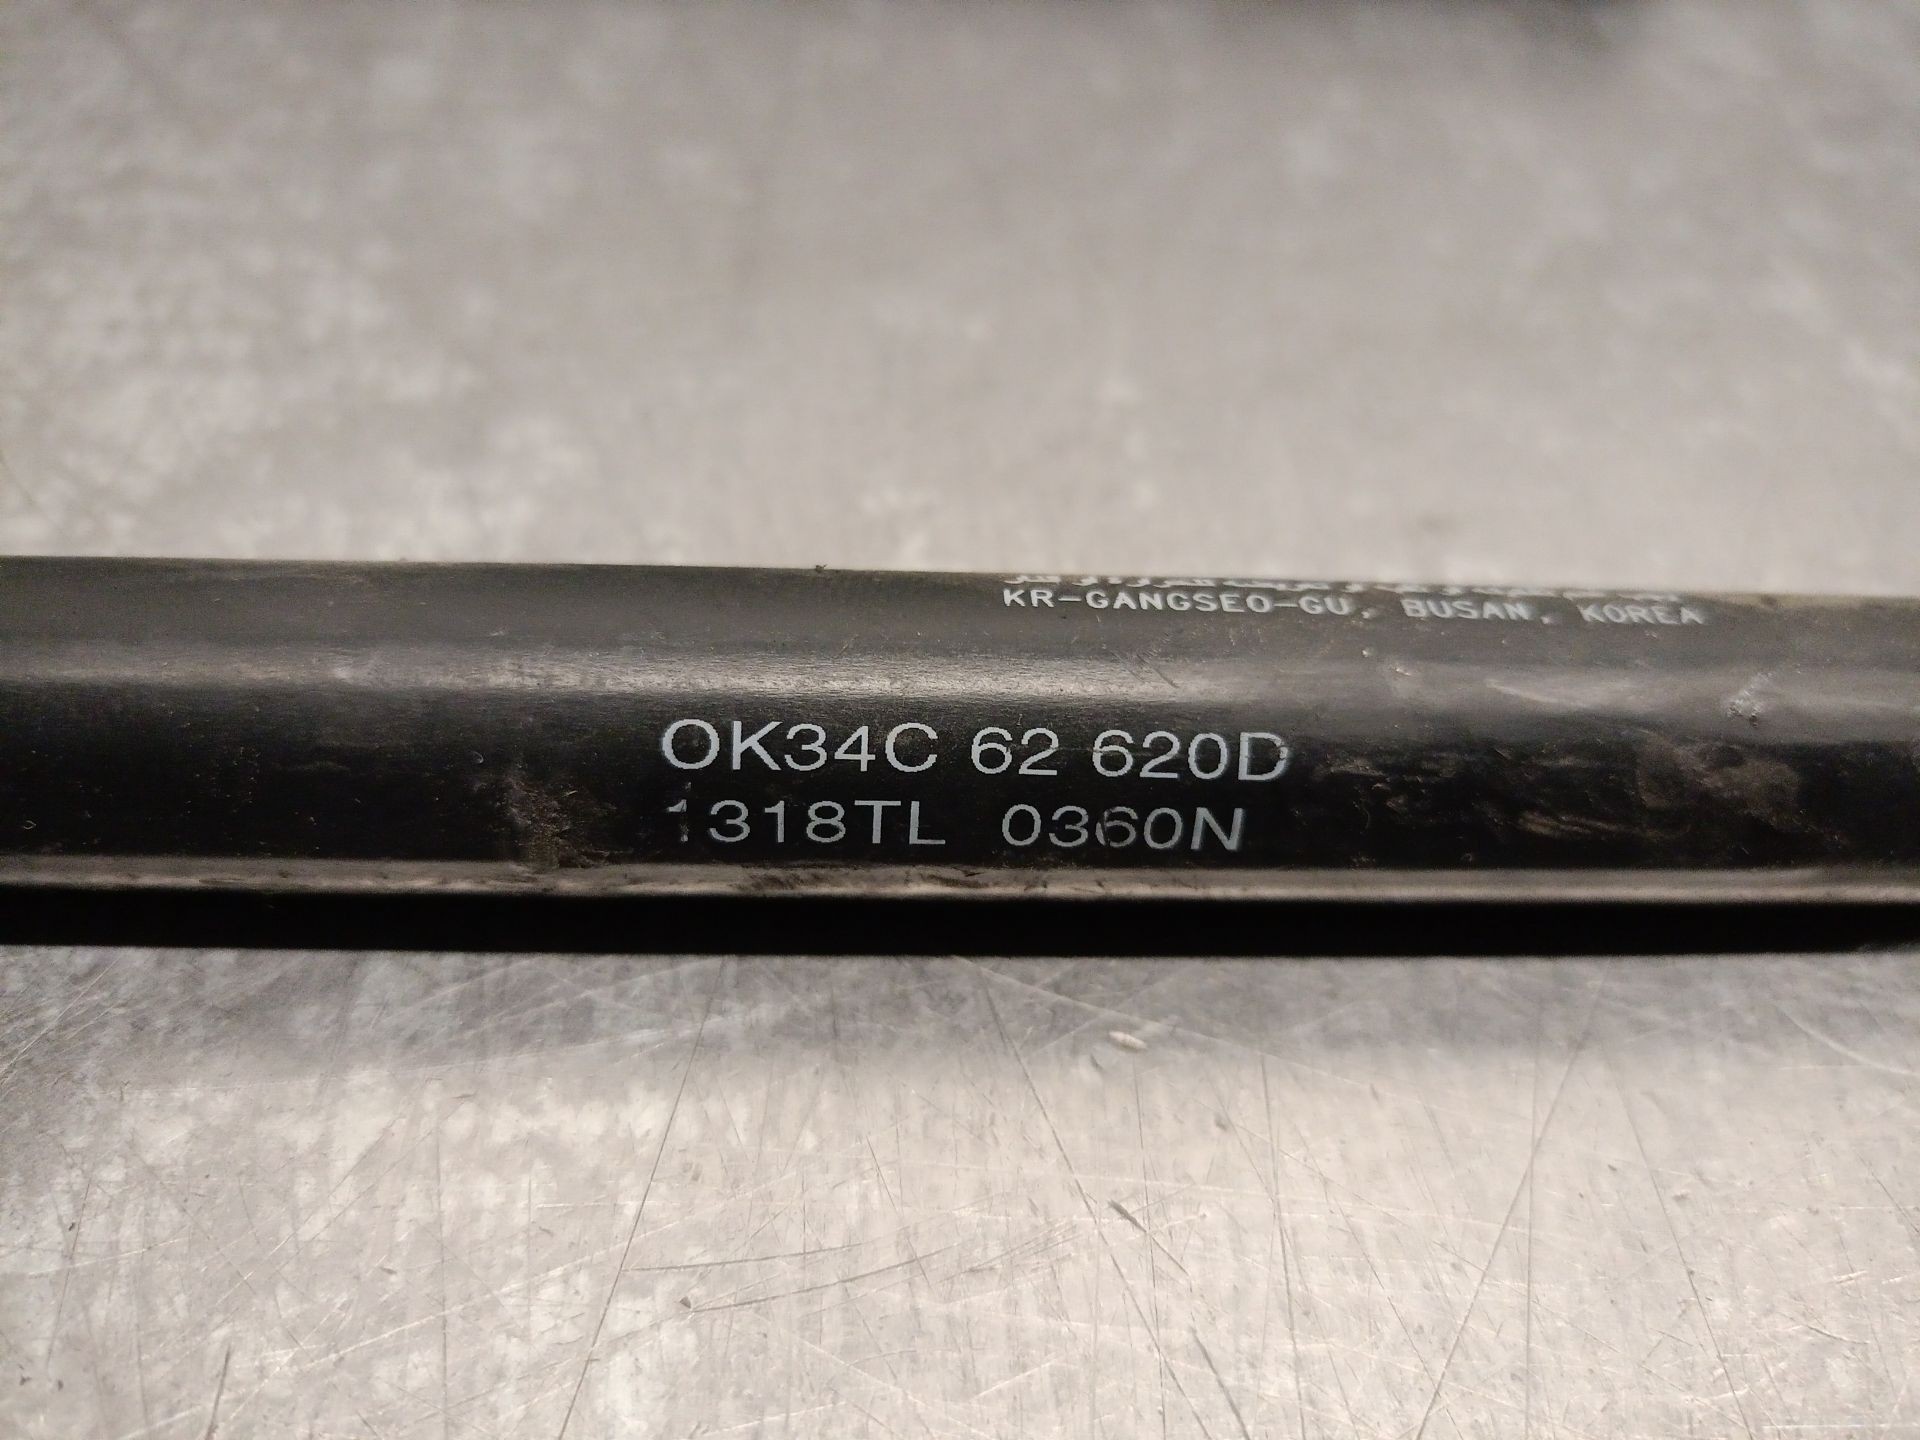 KR-GANGSEO-GU, BUSAN, KOREA
OK34C 62 620D
1318TL 0360N